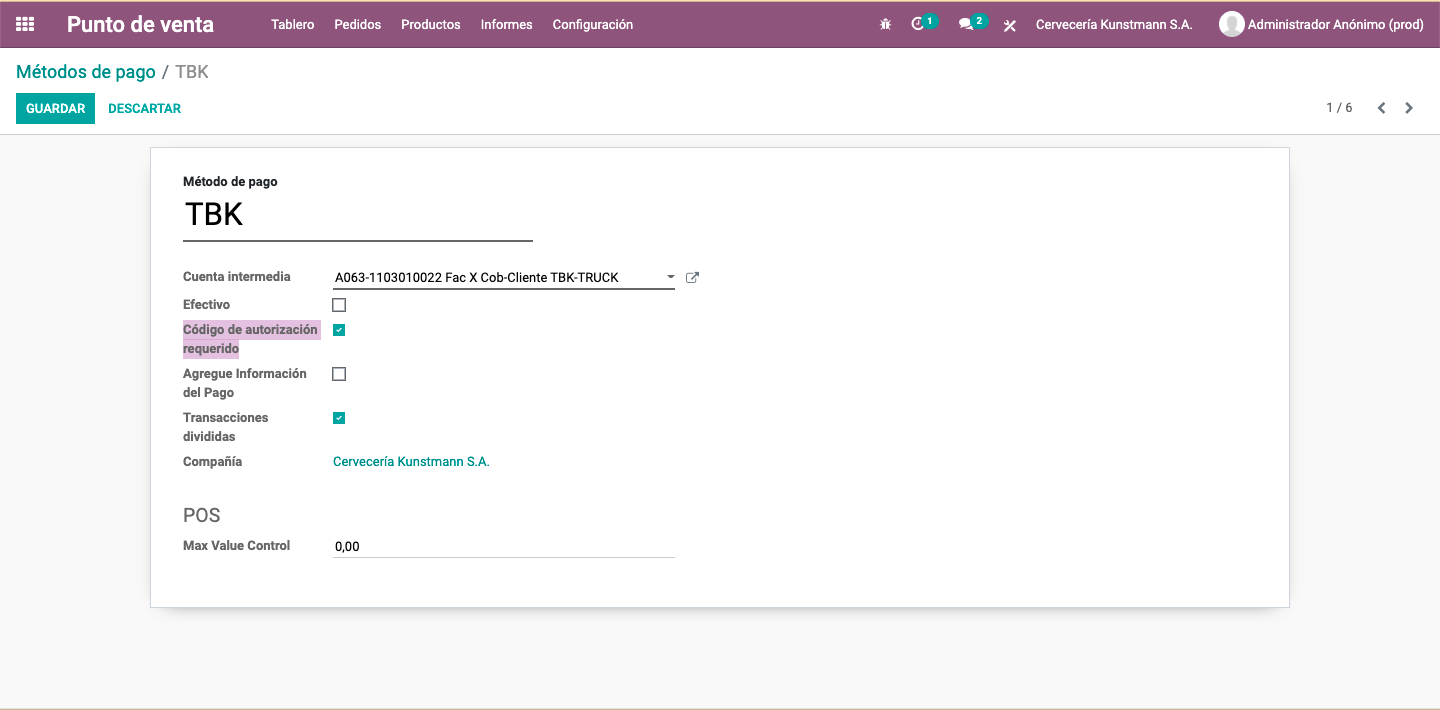 Punto de venta
Tablero Pedidos Productos Informes Configuración
1 2 Cervecería Kunstmann S.A. Administrador Anónimo (prod)
Métodos de pago / TBK
GUARDAR DESCARTAR
1 / 6
Método de pago
TBK
Cuenta intermedia A063-1103010022 Fac X Cob-Cliente TBK-TRUCK
Efectivo
Código de autorización
requerido
Agregue Información
del Pago
Transacciones
divididas
Compañía Cervecería Kunstmann S.A.
POS
Max Value Control 0,00